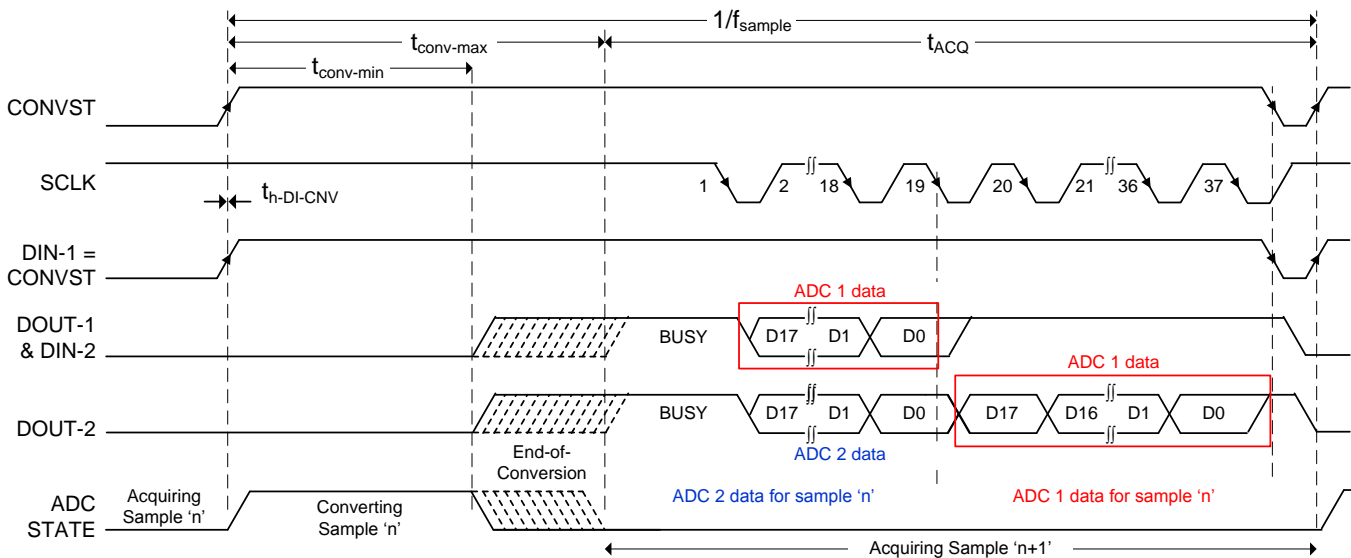 1/fsample
tconv-max
tACQ
tconv-min
CONVST
SCLK
1 2 18 19 20 21 36 37
th-DI-CNV
DIN-1 =
CONVST
ADC 1 data
DOUT-1
& DIN-2
BUSY D17 D1 D0
ADC 1 data
DOUT-2
BUSY D17 D1 D0 D17 D16 D1 D0
ADC 2 data
End-of-
Conversion
ADC
STATE
Acquiring
Sample ‘n’
Converting
Sample ‘n’
ADC 2 data for sample ‘n’
ADC 1 data for sample ‘n’
Acquiring Sample ‘n+1’